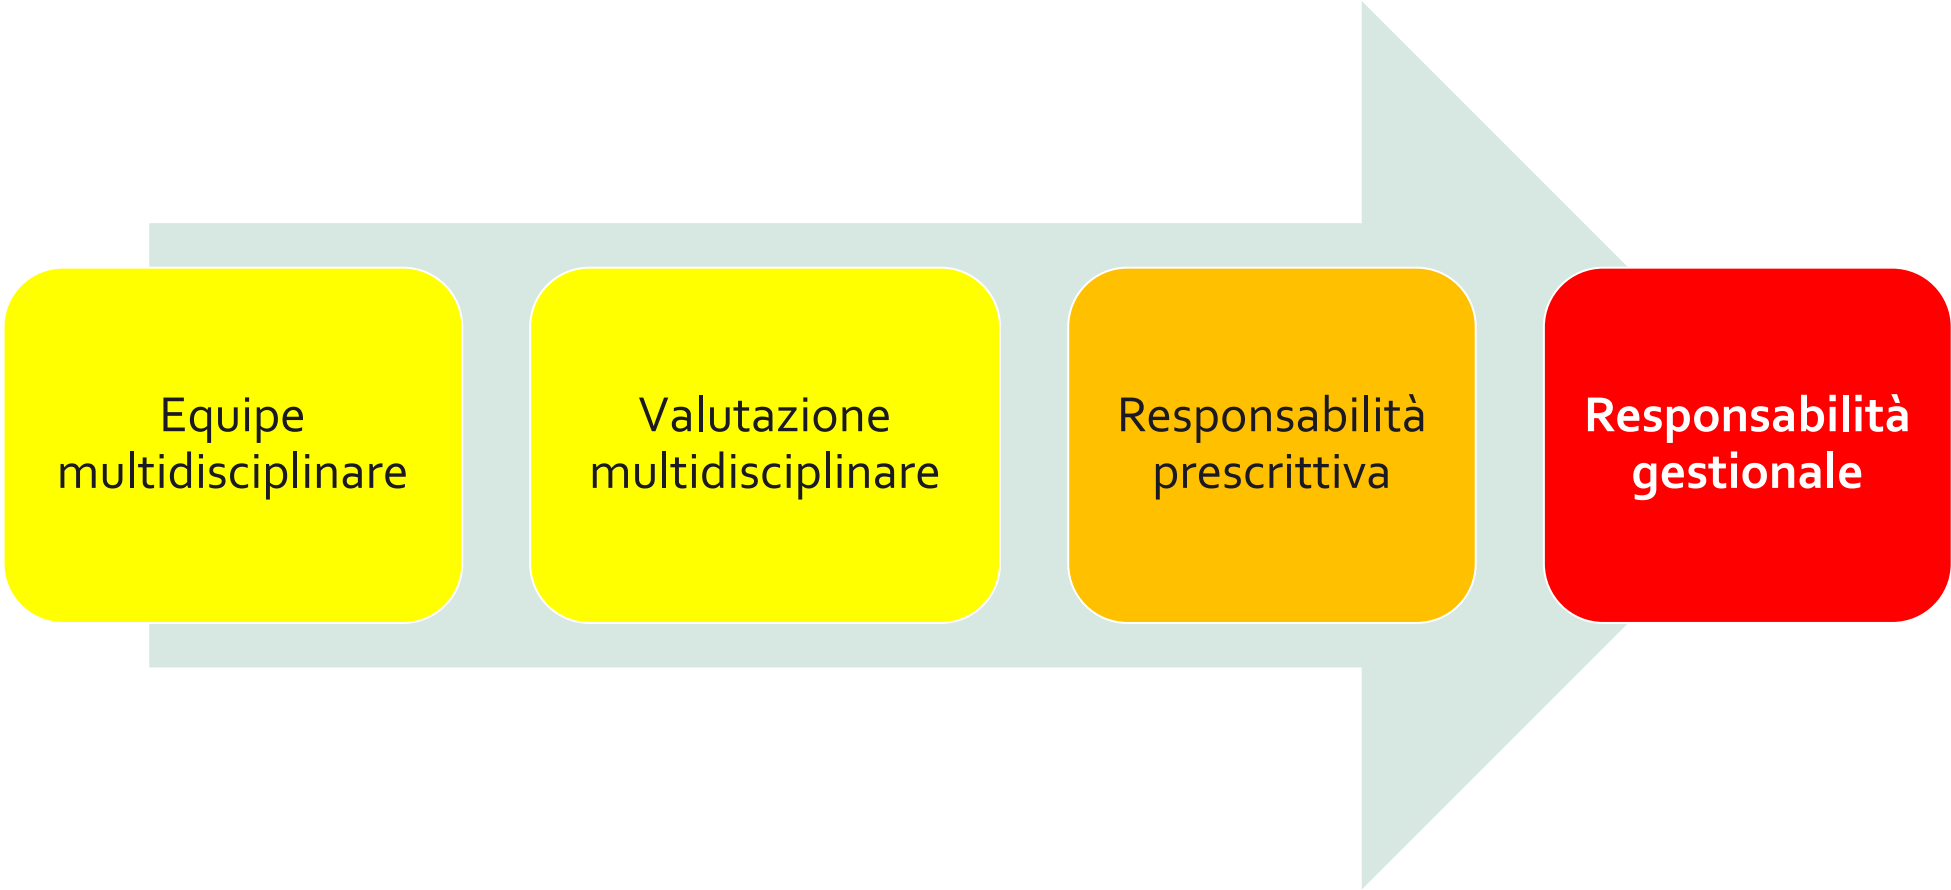 Equipe
multidisciplinare
Valutazione
multidisciplinare
Responsabilità
prescrittiva
Responsabilità
gestionale